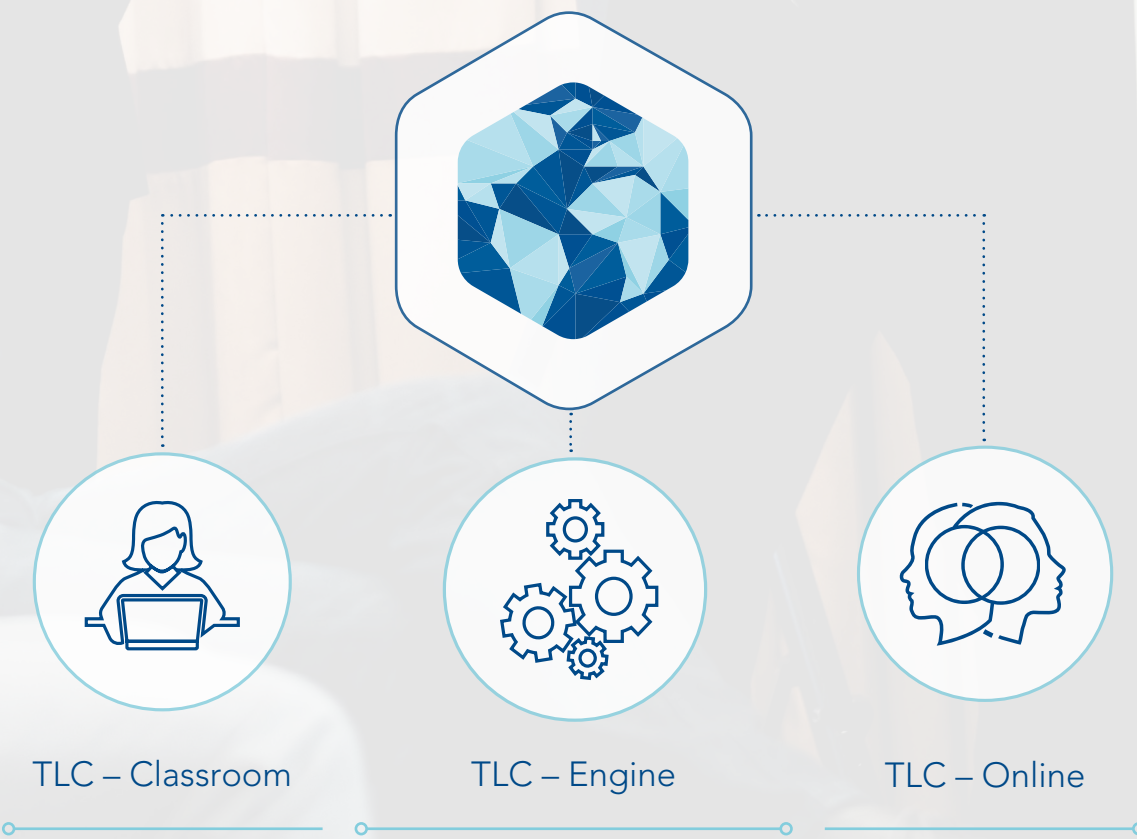 TLC – Classroom
TLC – Engine
TLC – Online